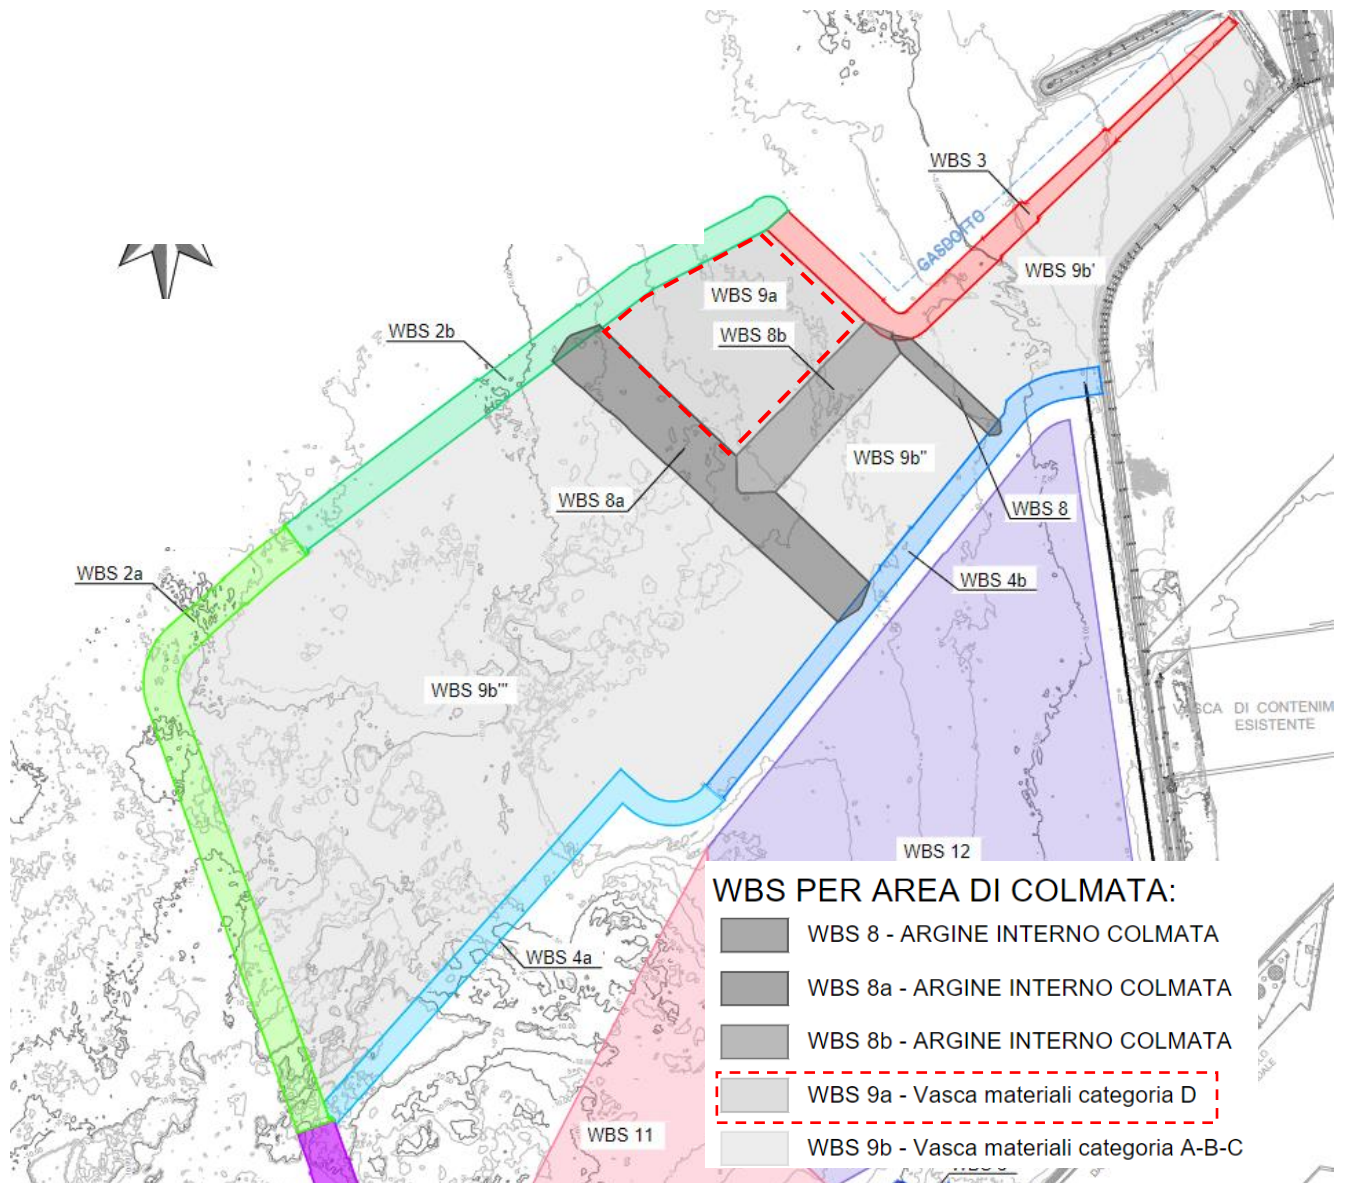 WBS 3
GASDOTTO
WBS 9b'
WBS 9a
WBS 2b
WBS 8b
WBS 9b"
WBS 8a
WBS 8
WBS 2a
WBS 4b
WBS 9b"'
VASCA DI CONTENIM
ESISTENTE
WBS 12
WBS 4a
WBS 11
WBS PER AREA DI COLMATA:
WBS 8 - ARGINE INTERNO COLMATA
WBS 8a - ARGINE INTERNO COLMATA
WBS 8b - ARGINE INTERNO COLMATA
WBS 9a - Vasca materiali categoria D
WBS 9b - Vasca materiali categoria A-B-C